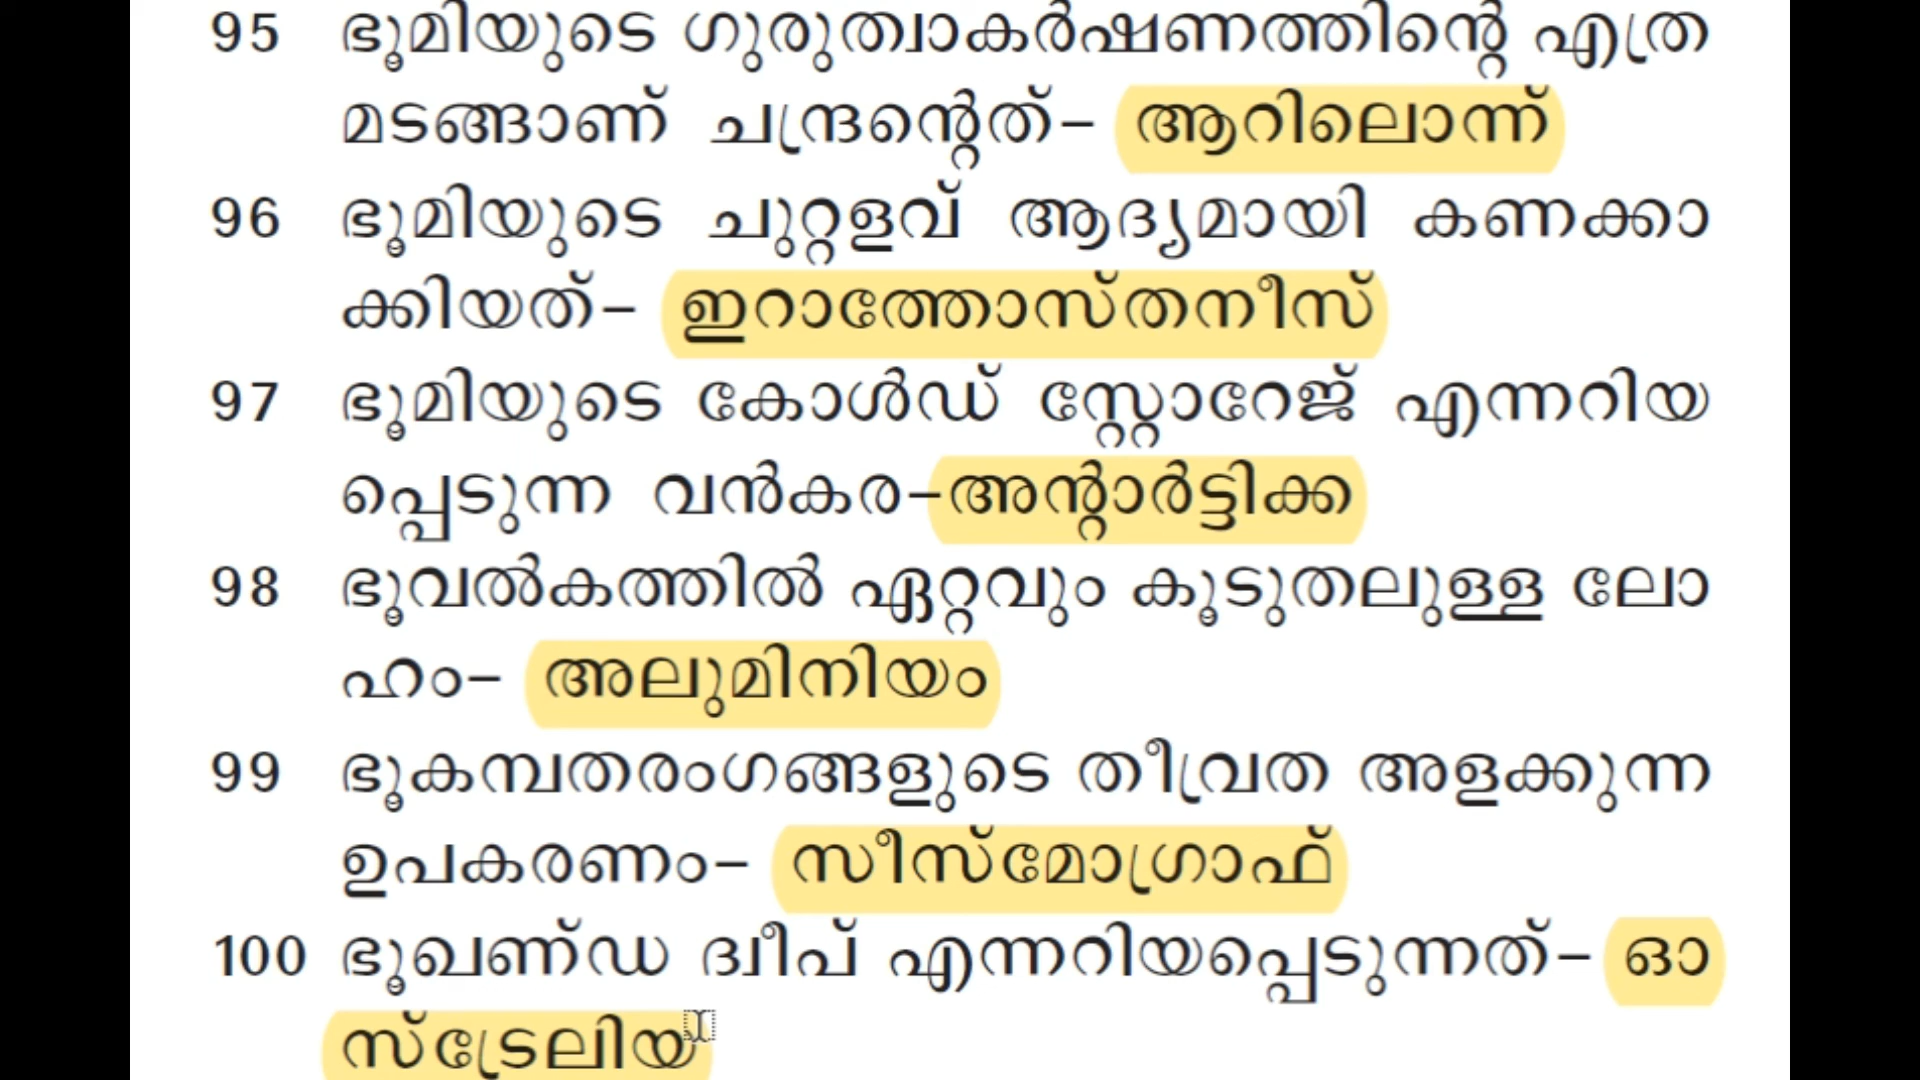 95 ഭൂമിയുടെ ഗുരുത്വാകർഷണത്തിന്റെ എത്ര
മടങ്ങാണ് ചന്ദ്രന്റെത്- ആറിലൊന്ന്
96 ഭൂമിയുടെ ചുറ്റളവ് ആദ്യമായി കണക്കാ
ക്കിയത്- ഇറാത്തോസ്തനീസ്
97 ഭൂമിയുടെ കോൾഡ് സ്റ്റോറേജ് എന്നറിയ
പ്പെടുന്ന വൻകര-അന്റാർട്ടിക്ക
98 ഭൂവൽകത്തിൽ ഏറ്റവും കൂടുതലുള്ള ലോ
ഹം- അലുമിനിയം
99 ഭൂകമ്പതരംഗങ്ങളുടെ തീവ്രത അളക്കുന്ന
ഉപകരണം- സീസ്മോഗ്രാഫ്
100 ഭൂഖണ്ഡ ദ്വീപ് എന്നറിയപ്പെടുന്നത്- ഓ
സ്ട്രേലിയ